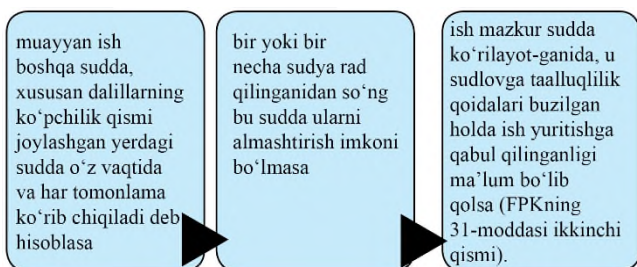 muayyan ish
boshqa sudda,
xususan dalillarning
ko‘pchilik qismi
joylashgan yerdagi
sudda o‘z vaqtida
va har tomonlama
ko‘rib chiqiladi deb
hisoblasa
bir yoki bir
necha sudya rad
qilinganidan so‘ng
bu sudda ularni
almashtirish imkoni
bo‘lmasa
ish mazkur sudda
ko‘rilayot-ganida, u
sudlovga taalluqlilik
qoidalari buzilgan
holda ish yuritishga
qabul qilinganligi
ma’lum bo‘lib
qolsa (FPKning
31-moddasi ikkinchi
qismi).